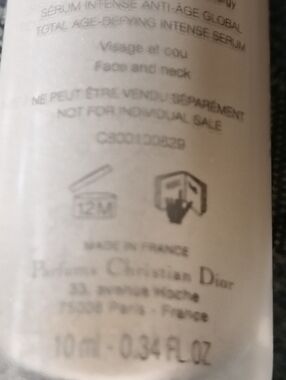 SÉRUM INTENSE ANTI-ÂGE GLOBAL
TOTAL AGE-DEFYING INTENSE SERUM
Visage et cou
Face and neck
NE PEUT ÊTRE VENDU SÉPARÉMENT
NOT FOR INDIVIDUAL SALE
12M
MADE IN FRANCE
Parfums Christian Dior
33, avenue Hoche
75008 Paris - France
10 ml - 0.34 FL.OZ